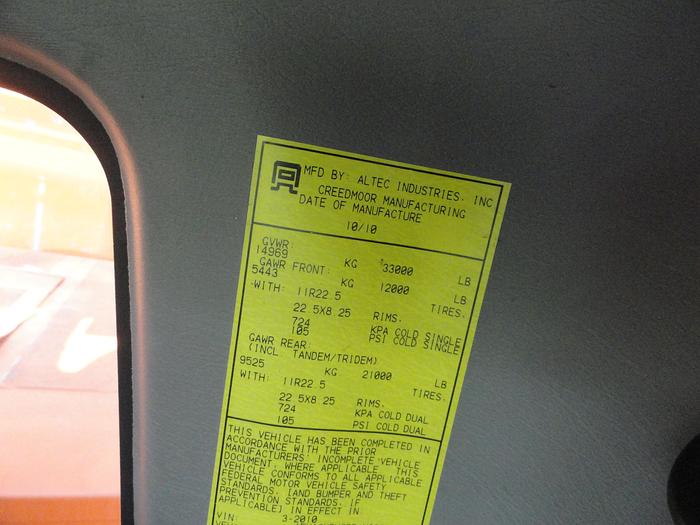 MFD BY: ALTEC INDUSTRIES. INC
CREEDMOOR MANUFACTURING
DATE OF MANUFACTURE
10/10
GVWR:
14969 KG 33000 LB
GAWR FRONT:
5443 KG 12000 LB
WITH: 11R22.5 TIRES.
22.5X8.25 RIMS.
724 KPA COLD SINGLE
105 PSI COLD SINGLE
GAWR REAR:
(INCL. TANDEM/TRIDEM)
9525 KG 21000 LB
WITH: 11R22.5 TIRES.
22.5X8.25 RIMS.
724 KPA COLD DUAL
105 PSI COLD DUAL
THIS VEHICLE HAS BEEN COMPLETED IN
ACCORDANCE WITH THE PRIOR
MANUFACTURERS' INCOMPLETE VEHICLE
DOCUMENT, WHERE APPLICABLE. THIS
VEHICLE CONFORMS TO ALL APPLICABLE
FEDERAL MOTOR VEHICLE SAFETY
STANDARDS, [AND BUMPER AND THEFT
PREVENTION STANDARDS, IF
APPLICABLE] IN EFFECT IN
3-2010
VIN: